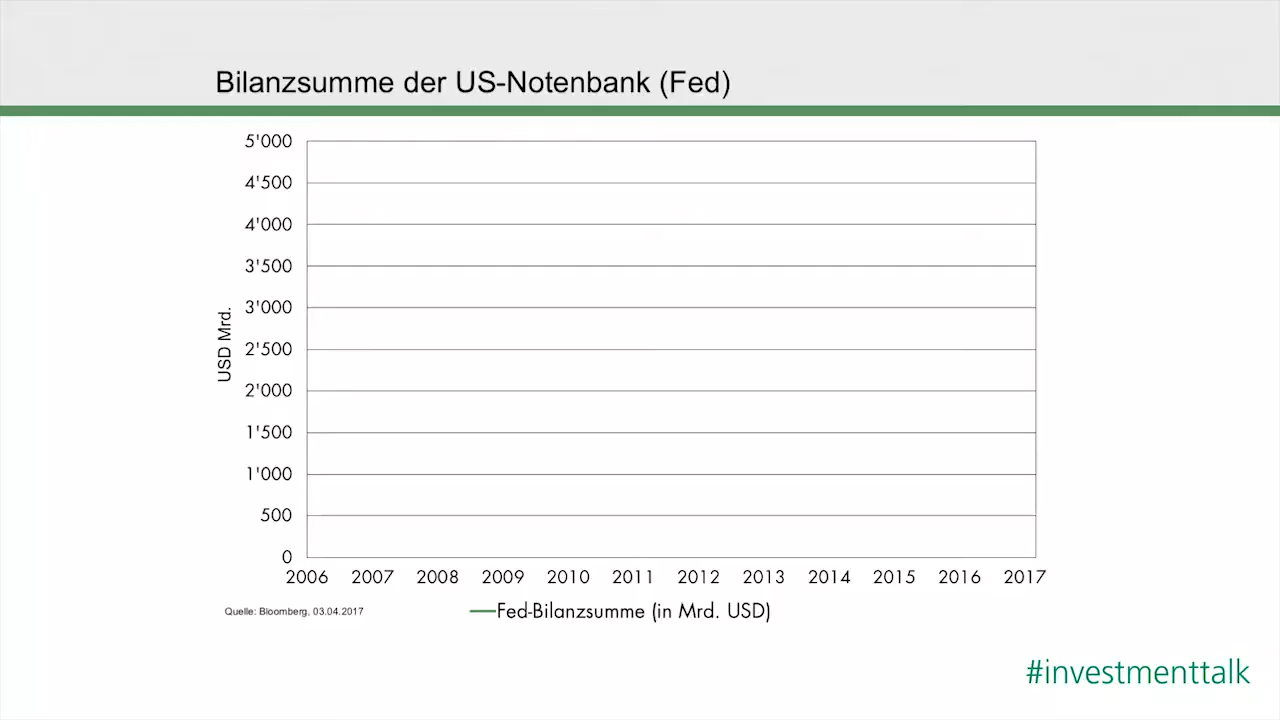 Bilanzsumme der US-Notenbank (Fed)
5'000
4'500
4'000
3'500
3'000
2'500
2'000
1'500
1'000
500
0
USD Mrd.
2006 2007 2008 2009 2010 2011 2012 2013 2014 2015 2016 2017
Quelle: Bloomberg, 03.04.2017
Fed-Bilanzsumme (in Mrd. USD)
#investmenttalk